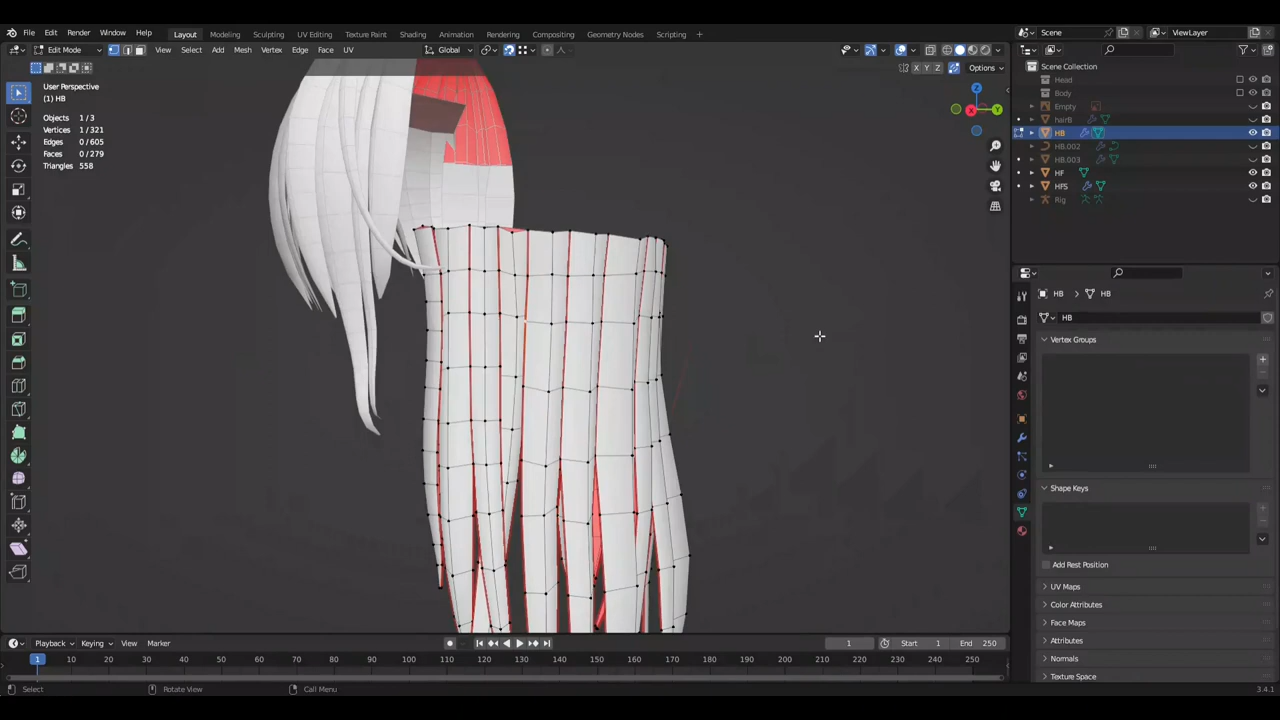 File Edit Render Window Help Layout Modeling Sculpting UV Editing Texture Paint Shading Animation Rendering Compositing Geometry Nodes Scripting + Scene ViewLayer
Edit Mode View Select Add Mesh Vertex Edge Face UV Global
X Y Z Options
User Perspective
(1) HB
Objects 1/3
Vertices 1/321
Edges 0/605
Faces 0/279
Triangles 558
Z
X
Y
Scene Collection
Head
Body
Empty
hairB
HB
HB.002
HB.003
HF
HFS
Rig
HB > HB
HB
Vertex Groups
Shape Keys
Add Rest Position
UV Maps
Color Attributes
Face Maps
Attributes
Normals
Texture Space
Playback Keying View Marker 1 Start 1 End 250
1 10 20 30 40 50 60 70 80 90 100 110 120 130 140 150 160 170 180 190 200 210 220 230 240 250
Select Rotate View Call Menu 3.4.1